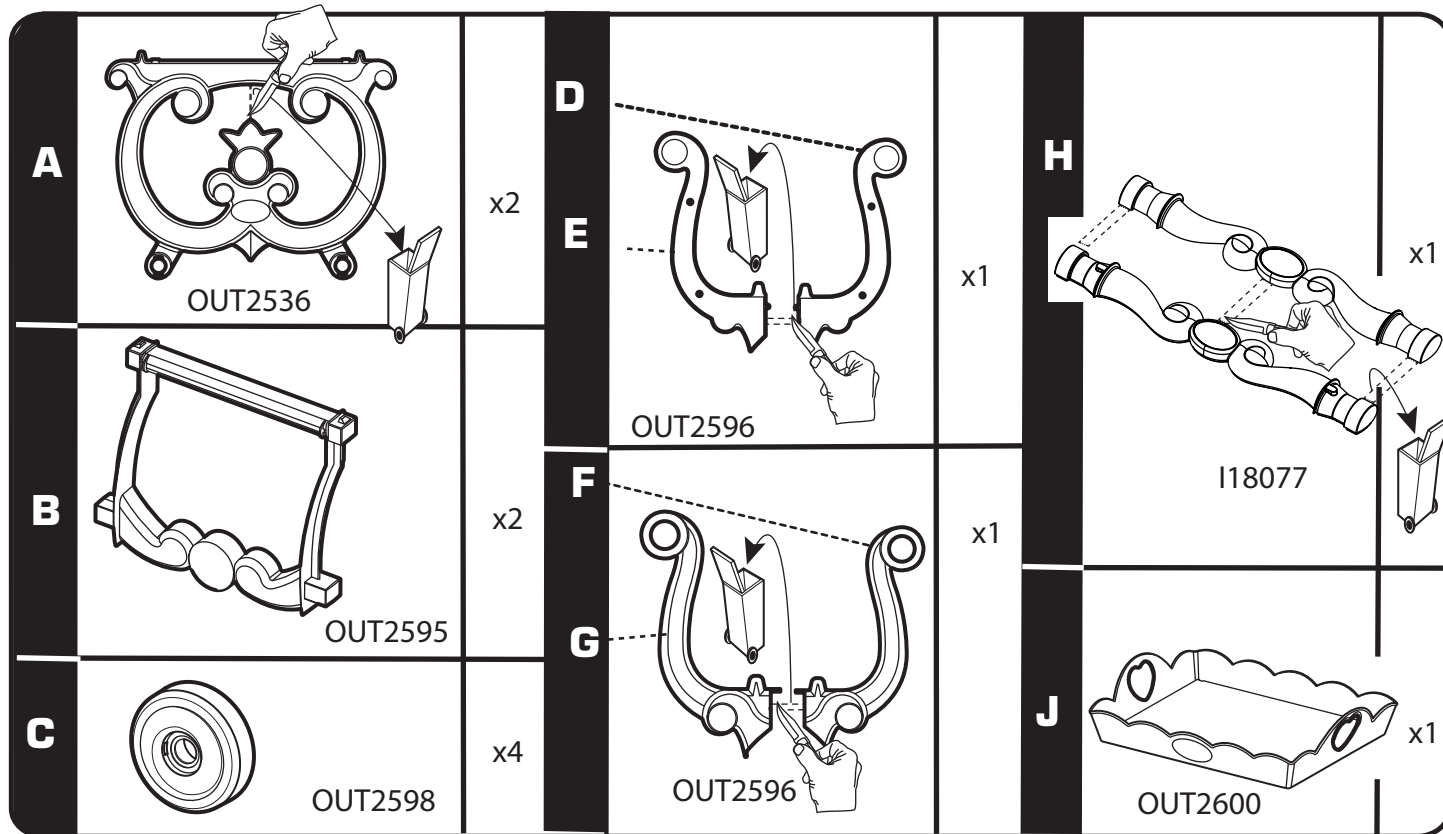 A
x2
OUT2536
B
x2
OUT2595
C
x4
OUT2598
D
E
x1
OUT2596
F
x1
G
OUT2596
H
x1
I18077
J
x1
OUT2600